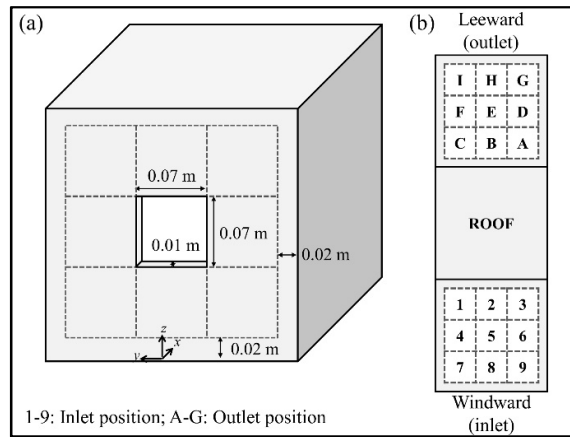 (a)
0.07 m
0.07 m
0.01 m
0.02 m
0.02 m
z
x
y
1-9: Inlet position; A-G: Outlet position
(b)
Leeward
(outlet)
I H G
F E D
C B A
ROOF
1 2 3
4 5 6
7 8 9
Windward
(inlet)